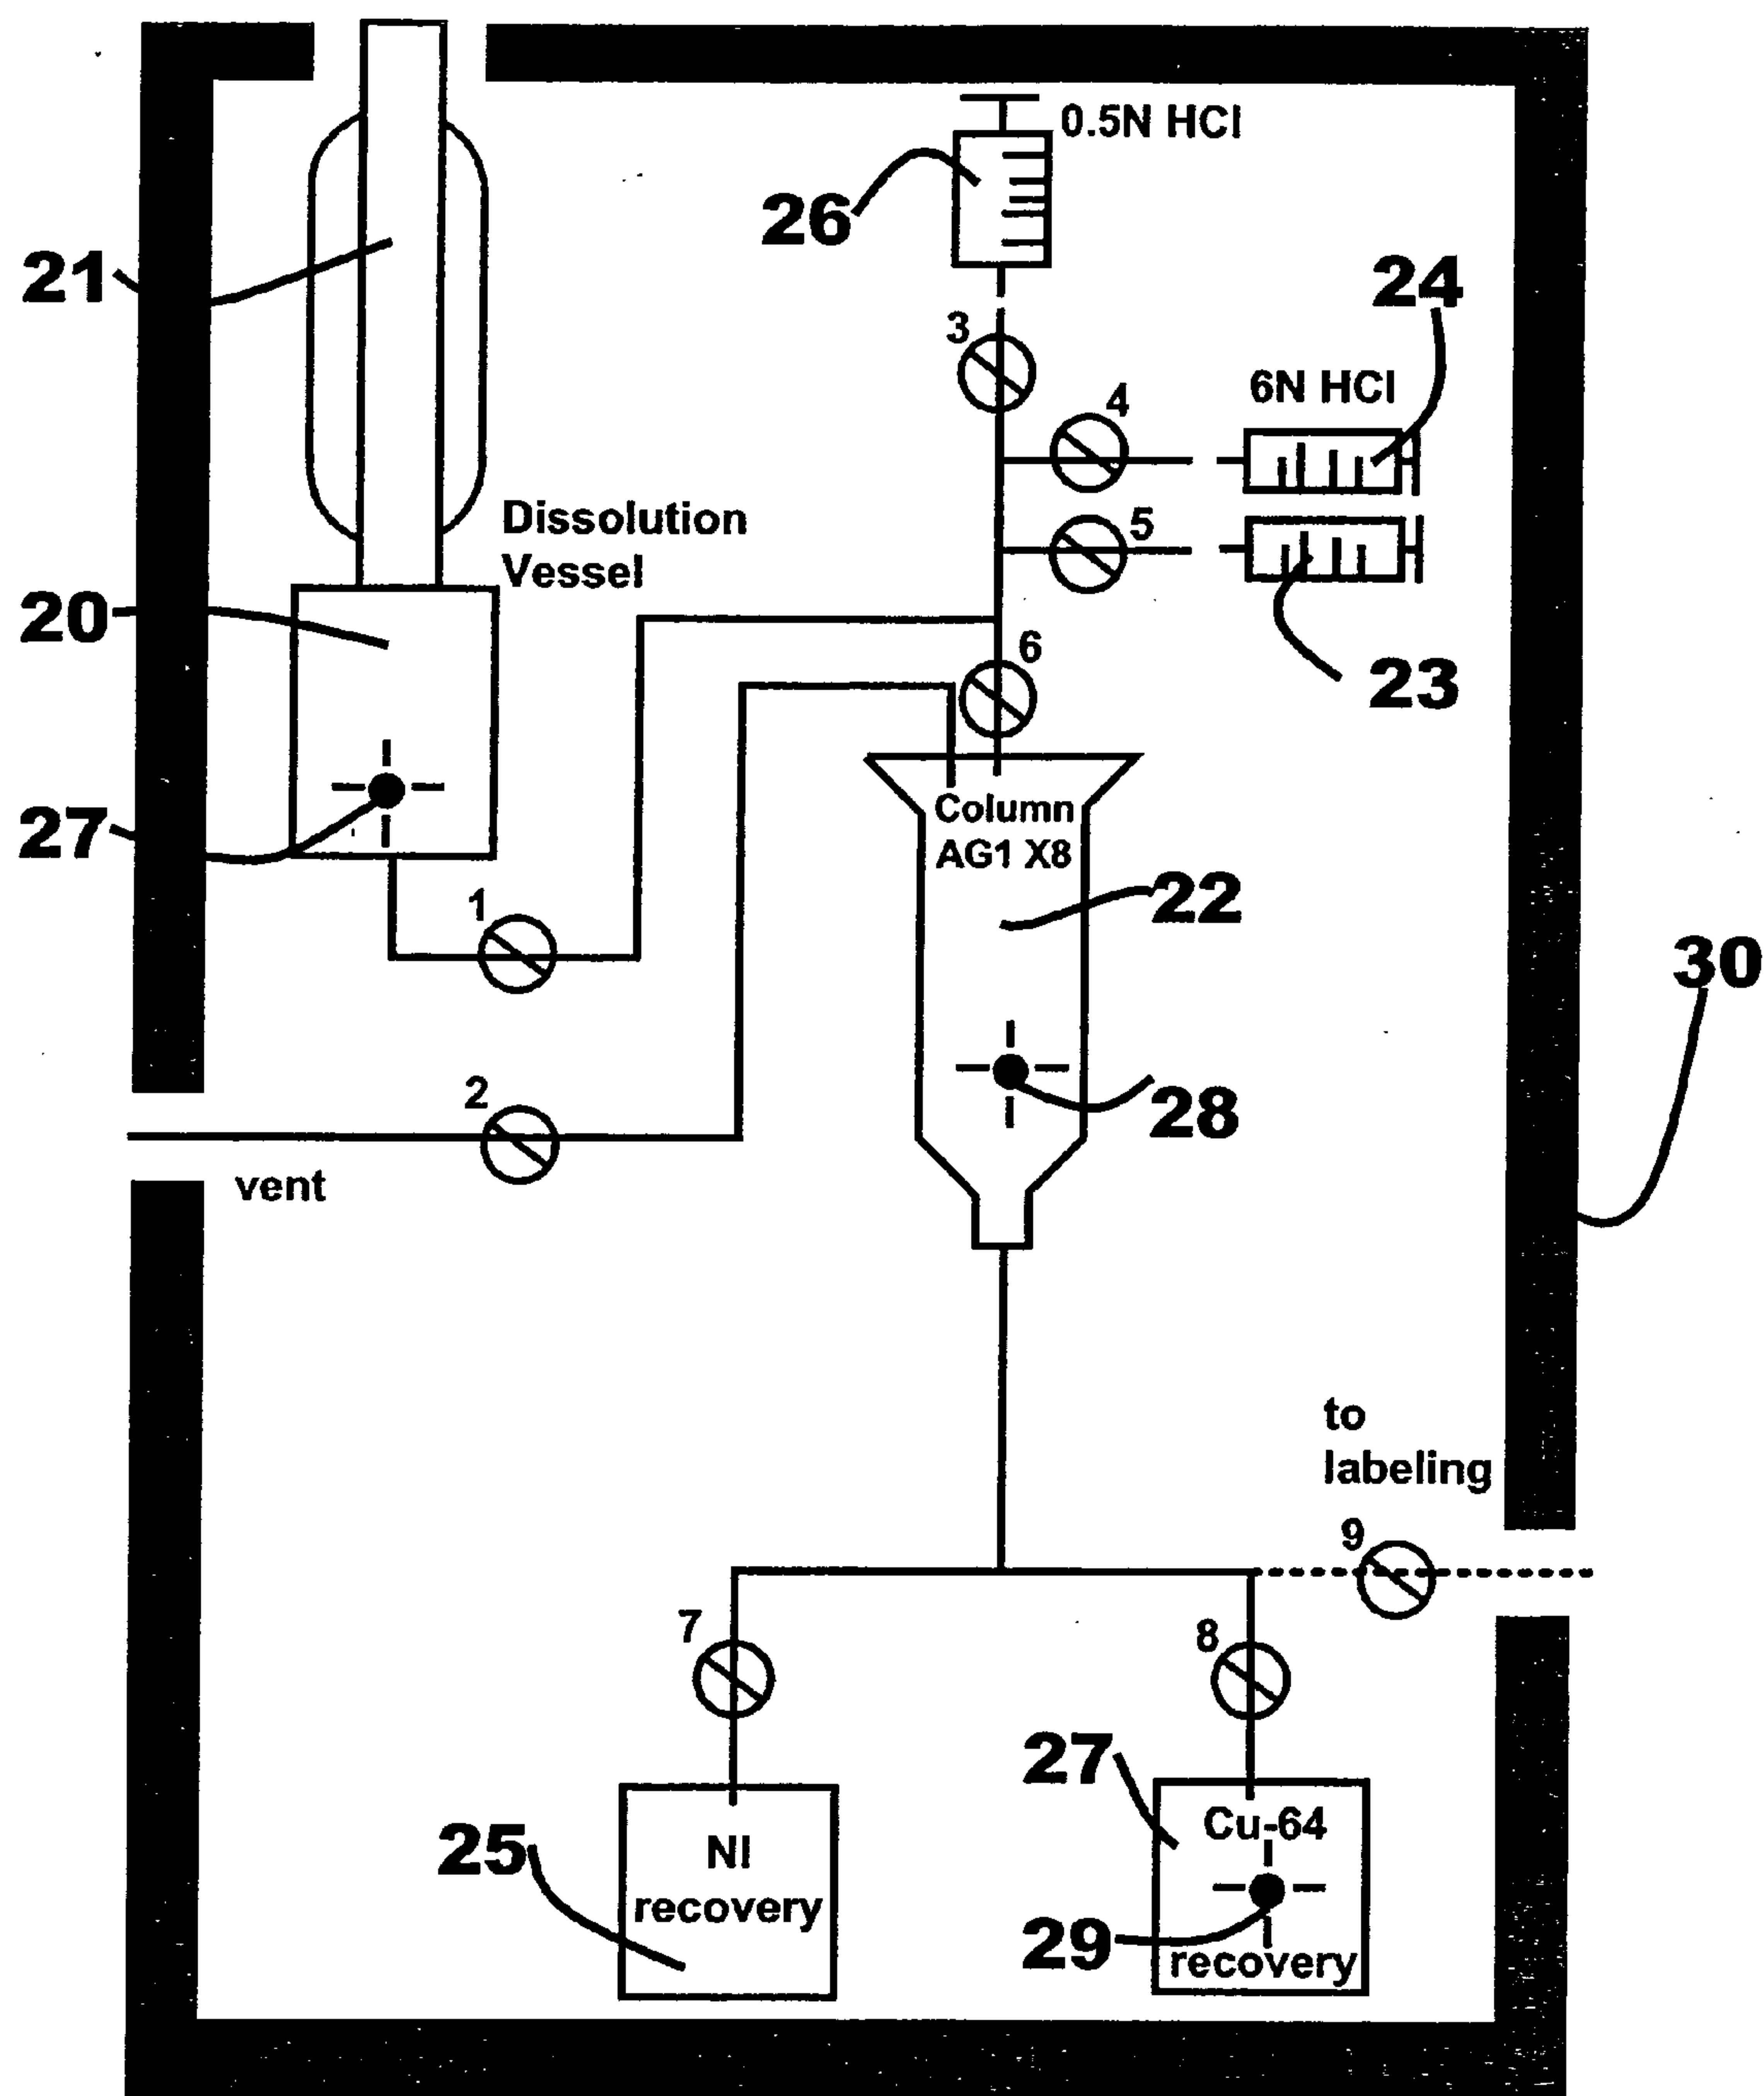 0.5N HCl
26
21
24
3
6N HCl
4
Dissolution
Vessel
5
20
6
23
27
Column
AG1 X8
22
1
30
2
28
vent
to
labeling
9
7
8
27
Cu-64
25
NI
recovery
29
recovery